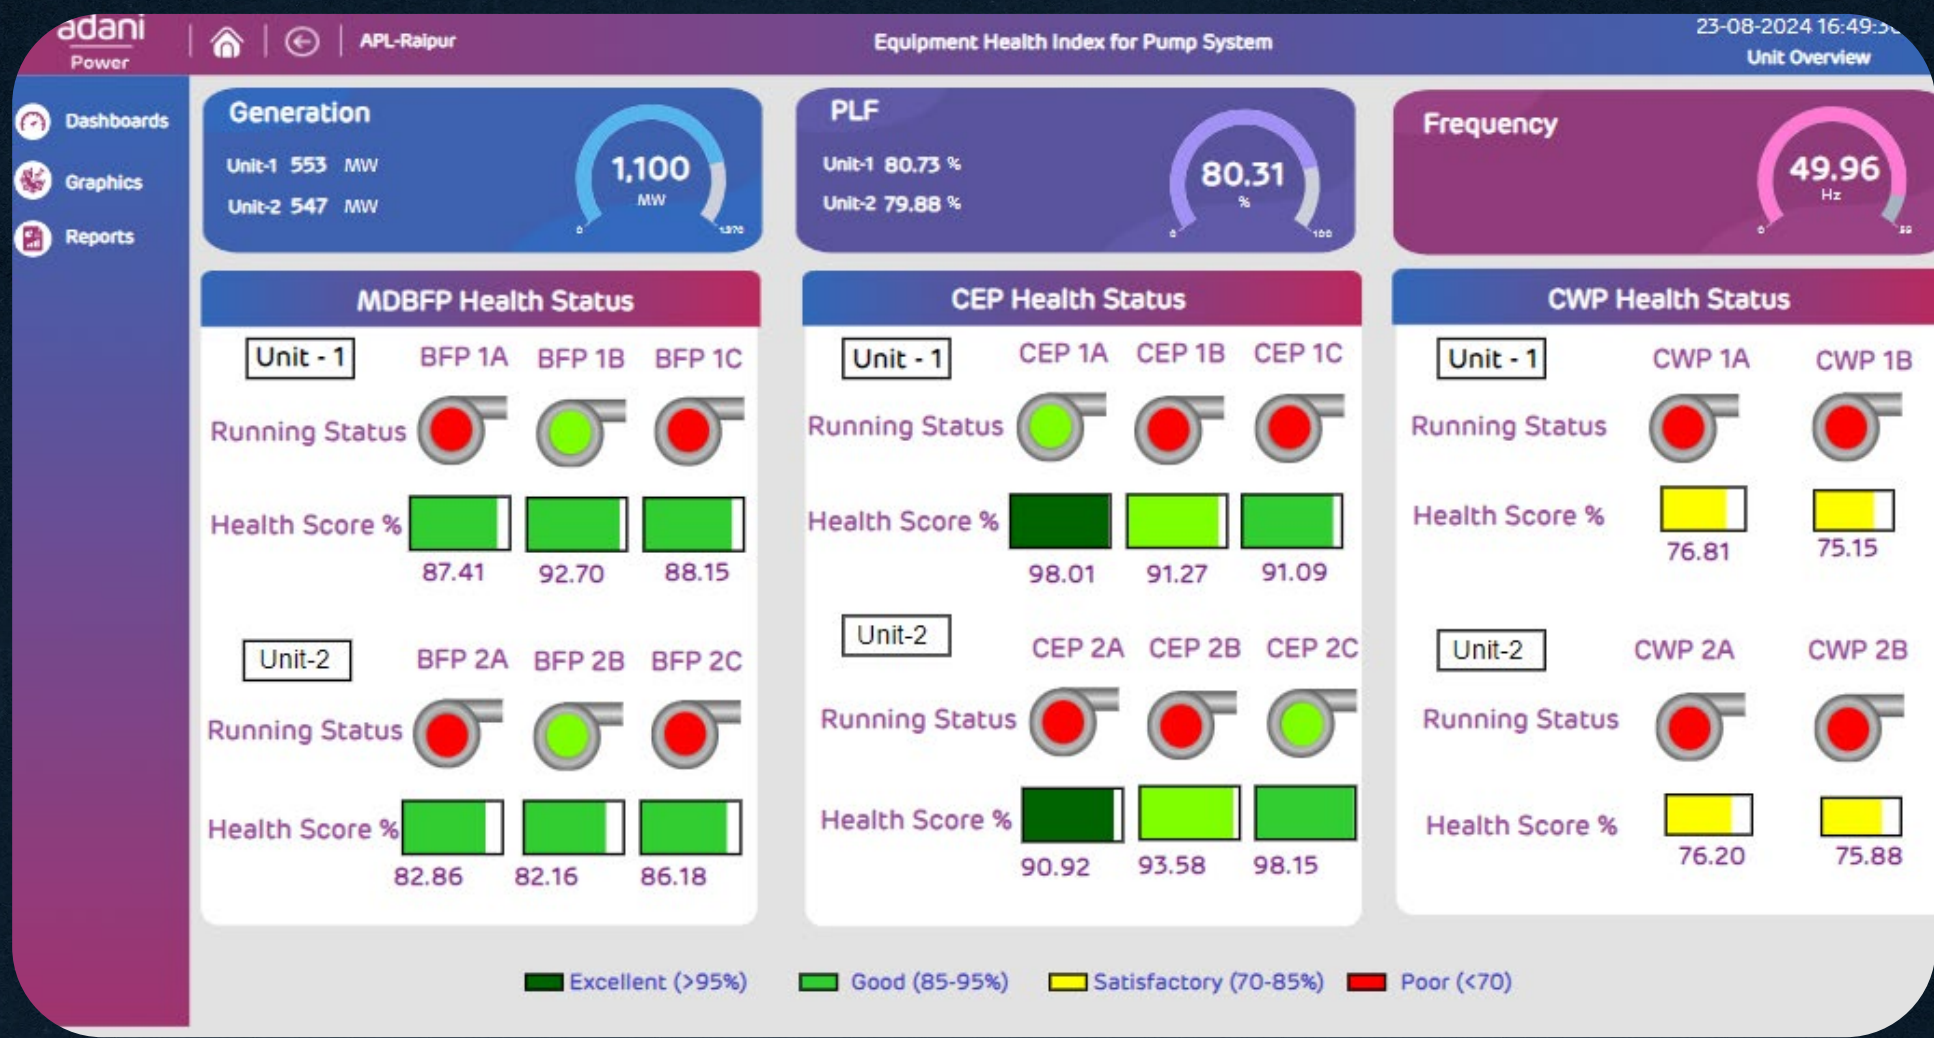 adani
Power
APL-Raipur
Equipment Health Index for Pump System
23-08-2024 16:49:
Unit Overview
Dashboards
Graphics
Reports
Generation
Unit-1 553 MW
Unit-2 547 MW
1,100
MW
0
1,370
PLF
Unit-1 80.73 %
Unit-2 79.88 %
80.31
%
0
100
Frequency
49.96
Hz
0
55
MDBFP Health Status
Unit - 1 BFP 1A BFP 1B BFP 1C
Running Status
Health Score %
87.41 92.70 88.15
Unit-2 BFP 2A BFP 2B BFP 2C
Running Status
Health Score %
82.86 82.16 86.18
CEP Health Status
Unit - 1 CEP 1A CEP 1B CEP 1C
Running Status
Health Score %
98.01 91.27 91.09
Unit-2 CEP 2A CEP 2B CEP 2C
Running Status
Health Score %
90.92 93.58 98.15
CWP Health Status
Unit - 1 CWP 1A CWP 1B
Running Status
Health Score %
76.81 75.15
Unit-2 CWP 2A CWP 2B
Running Status
Health Score %
76.20 75.88
Excellent (>95%) Good (85-95%) Satisfactory (70-85%) Poor (<70)